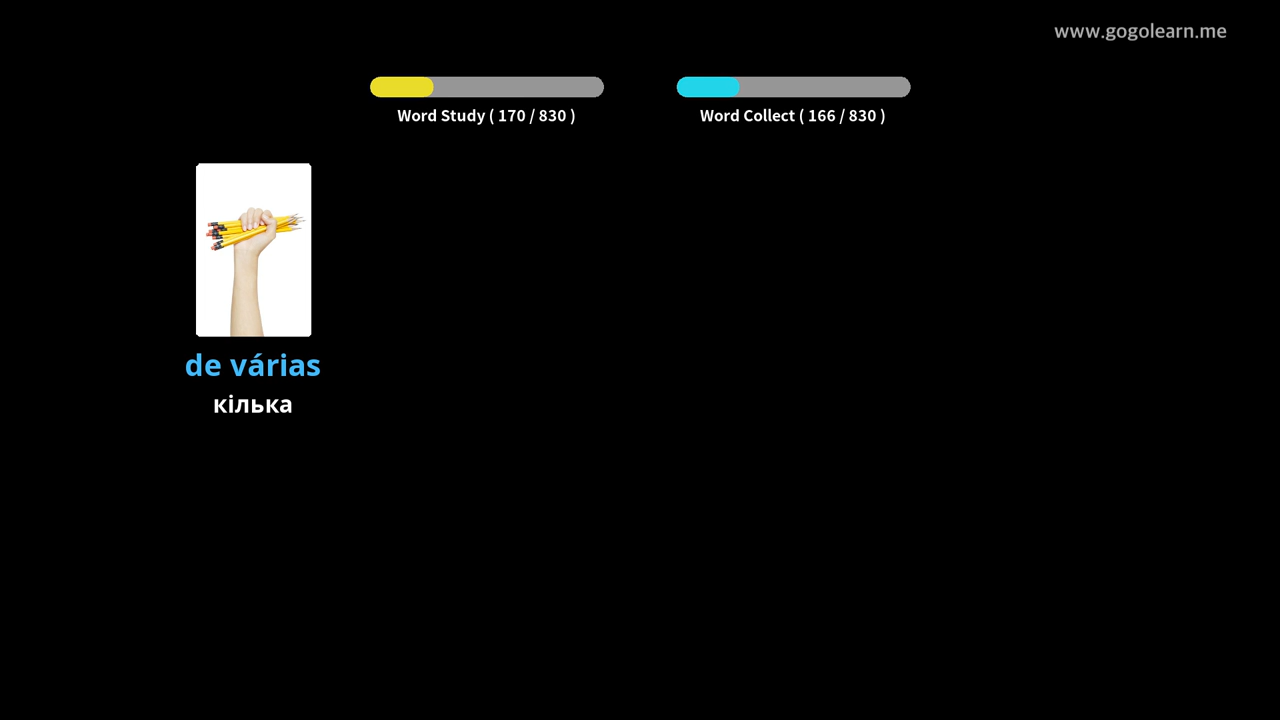 www.gogolearn.me
Word Study ( 170 / 830 )
Word Collect ( 166 / 830 )
de várias
кілька